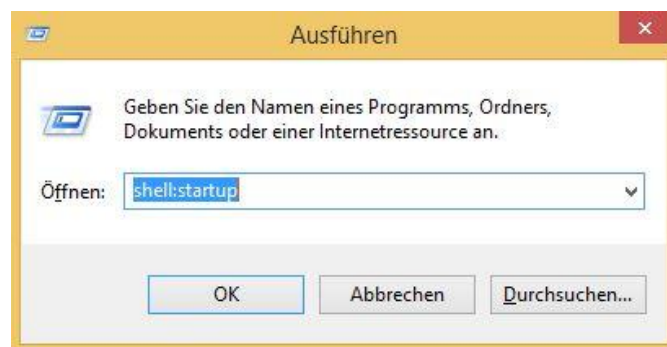 Ausführen
Geben Sie den Namen eines Programms, Ordners,
Dokuments oder einer Internetressource an.
Öffnen: shell:startup
OK Abbrechen Durchsuchen...